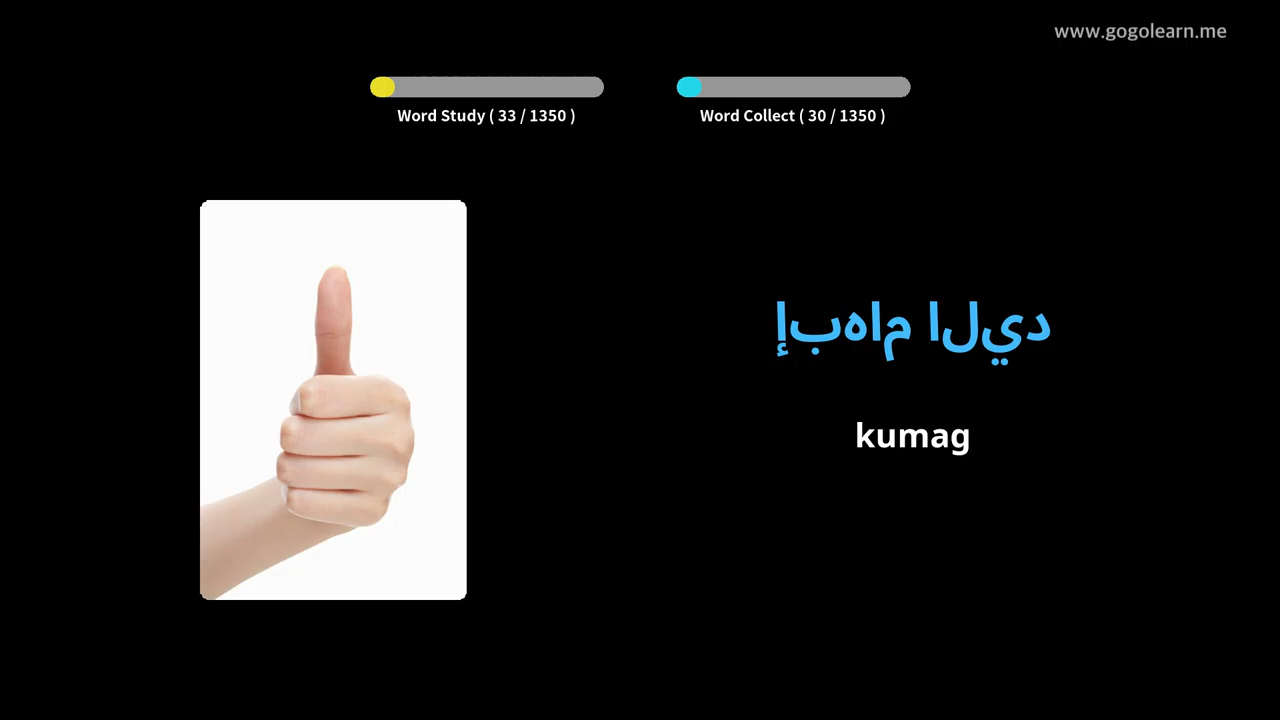 www.gogolearn.me
Word Study ( 33 / 1350 )
Word Collect ( 30 / 1350 )
إبهام اليد
kumag